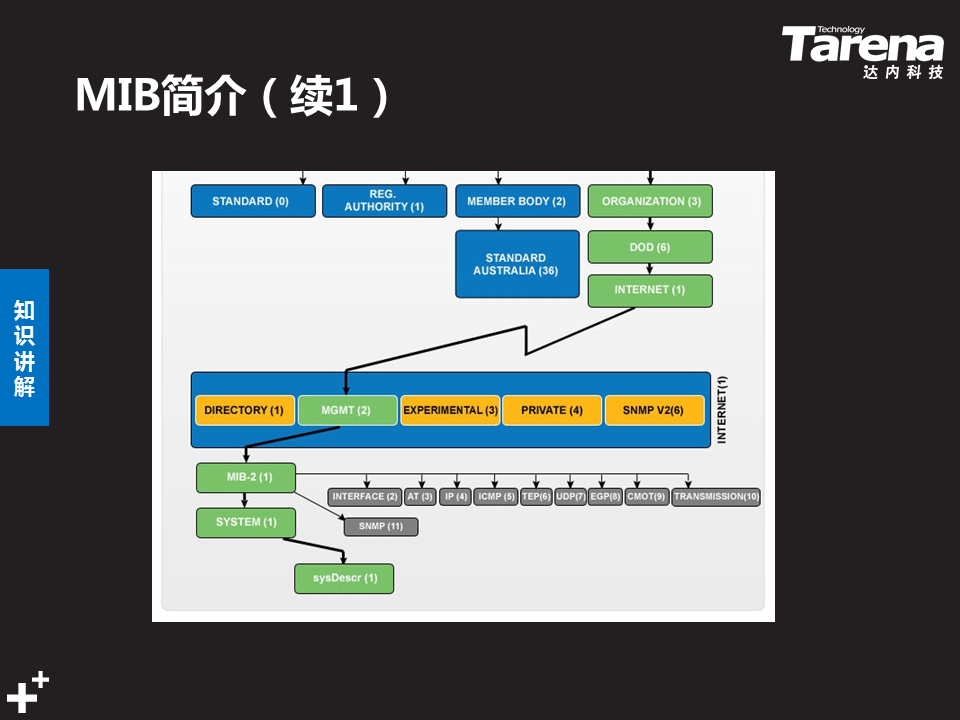 Technology
Tarena
达内科技
MIB简介（续1）
知
识
讲
解
STANDARD (0)
REG.
AUTHORITY (1)
MEMBER BODY (2)
ORGANIZATION (3)
STANDARD
AUSTRALIA (36)
DOD (6)
INTERNET (1)
DIRECTORY (1)
MGMT (2)
EXPERIMENTAL (3)
PRIVATE (4)
SNMP V2(6)
INTERNET(1)
MIB-2 (1)
INTERFACE (2)
AT (3)
IP (4)
ICMP (5)
TEP(6)
UDP(7)
EGP(8)
CMOT(9)
TRANSMISSION(10)
SYSTEM (1)
SNMP (11)
sysDescr (1)